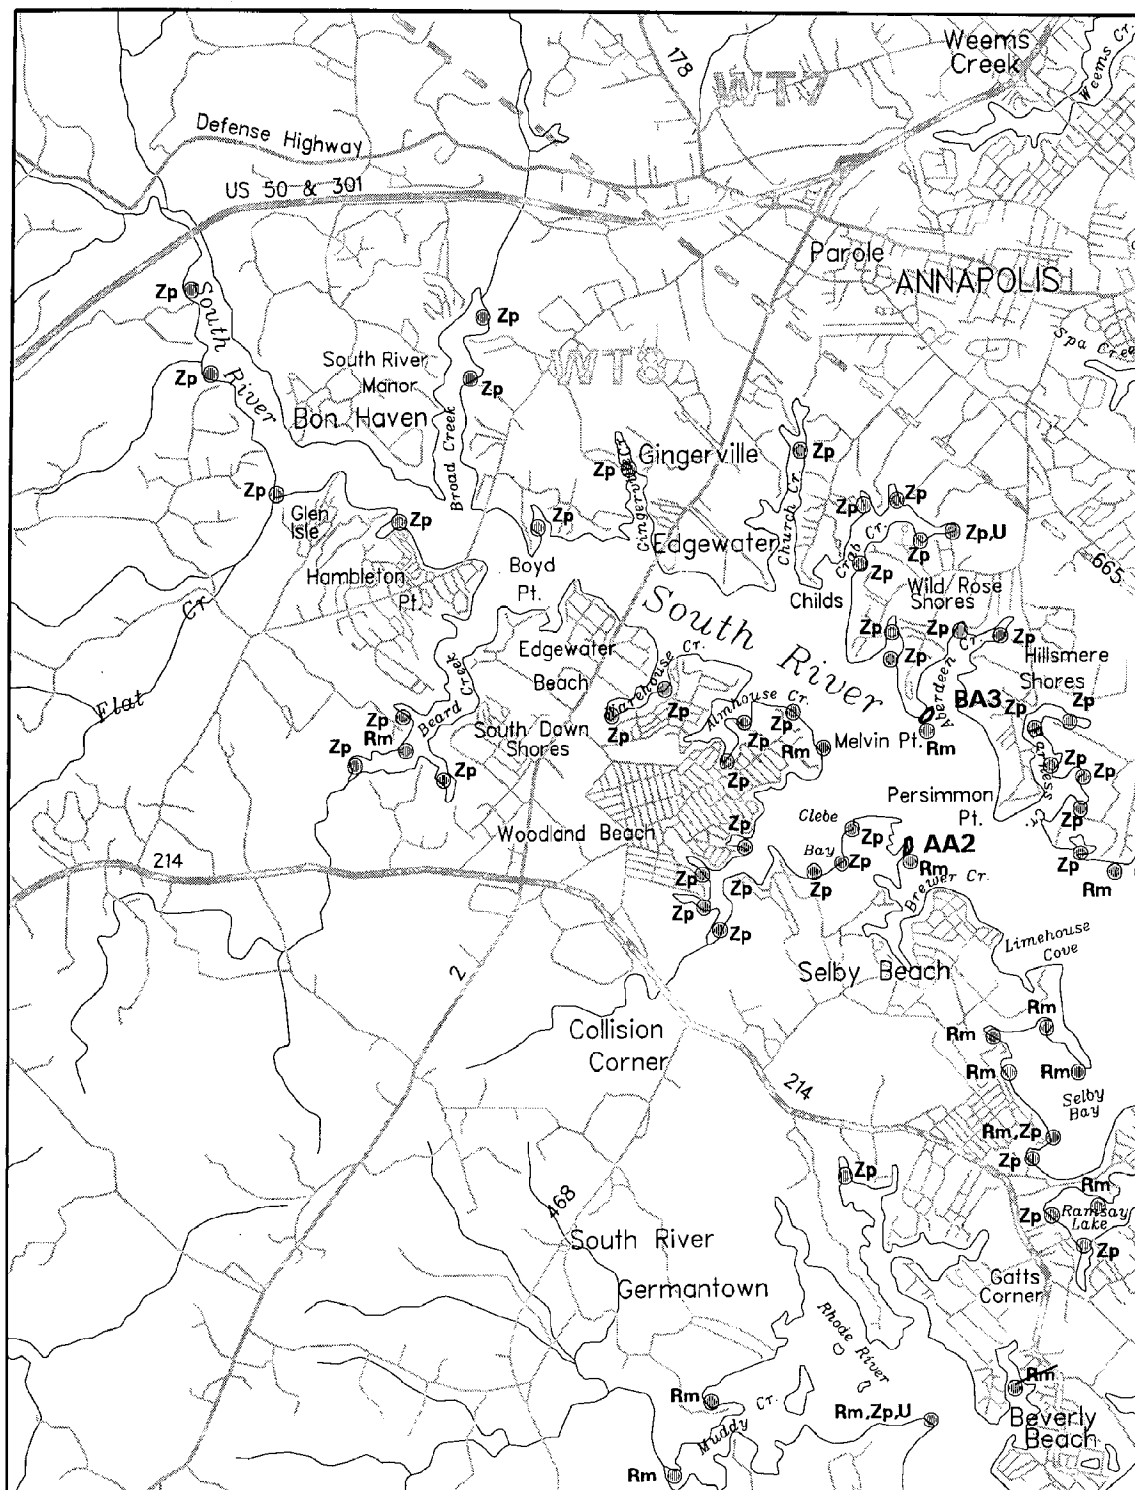 Weems
Creek
Weems Cr.
178
WT7
Defense Highway
US 50 & 301
Parole
ANNAPOLIS
Spa Cree
Zp
South
River
Zp
Zp
South River
Manor
Bon Haven
Broad Creek
Zp
Zp
WT8
Zp
Gingerville
Gingerville Cr.
Zp
Church Cr.
Edgewater
Zp
Glen
Isle
Zp
Zp
Boyd
Pt.
Hambleton
Pt.
Zp
Zp
Crab
Cr.
Zp,U
Zp
Zp
665
Childs
Wild Rose
Shores
South
River
Flat
Cr.
Edgewater
Beach
Warehouse Cr.
Zp
Zp
Zp
Zp
Zp
Aberdeen
Cr.
Hillsmere
Shores
Almhouse Cr.
BA3
Zp
Zp
Harness
Cr.
Beard Creek
South Down
Shores
Zp
Rm
Zp
Zp
Zp
Zp
Zp
Zp
Rm
Melvin Pt.
Rm
Zp
Zp
Persimmon
Pt.
Zp
Zp
Rm
Woodland Beach
Clebe
Bay
Zp
Zp
Zp
AA2
Rm
Brewer Cr.
214
Zp
Zp
Zp
Zp
Zp
Limehouse
Cove
Selby Beach
2
Collision
Corner
Rm
Rm
Rm
Rm
Selby
Bay
214
Rm,Zp
Zp
Zp
Rm
Zp
Ramsay
Lake
Zp
468
South River
Germantown
Gatts
Corner
Rhode River
Rm
Beverly
Beach
Rm
Muddy
Cr.
Rm,Zp,U
Rm